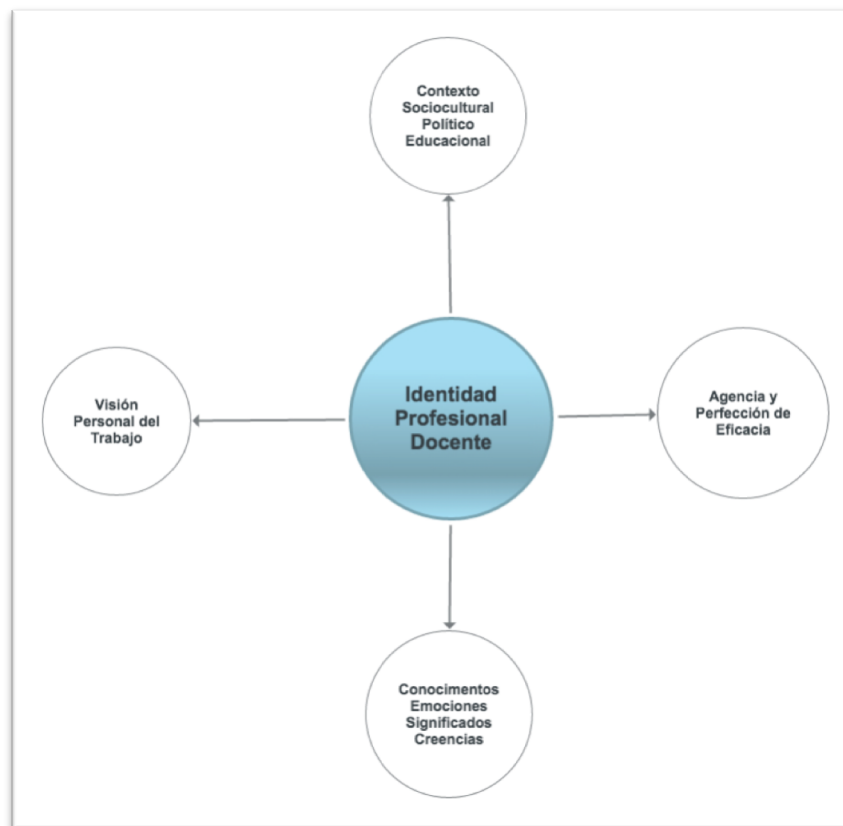 Contexto
Sociocultural
Político
Educacional
Visión
Personal del
Trabajo
Identidad
Profesional
Docente
Agencia y
Perfección de
Eficacia
Conocimentos
Emociones
Significados
Creencias